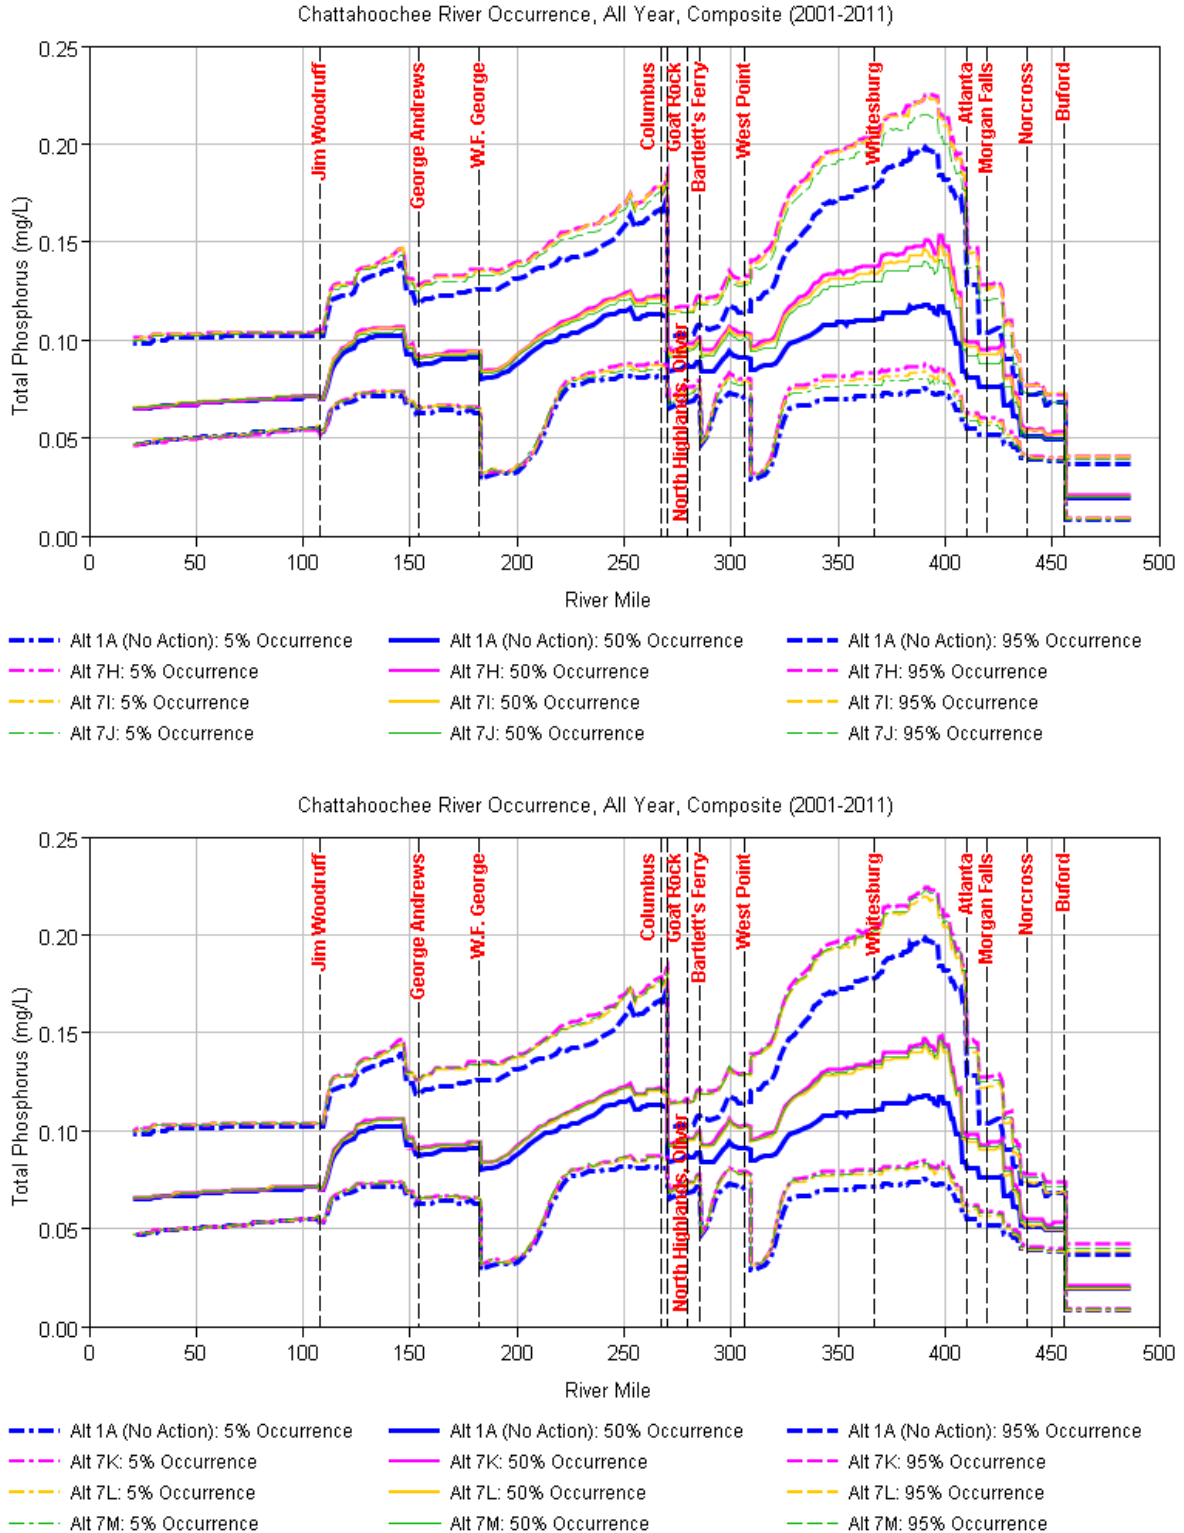 Chattahoochee River Occurrence, All Year, Composite (2001-2011)
Total Phosphorus (mg/L)
0.25
0.20
0.15
0.10
0.05
0.00
Jim Woodruff
George Andrews
W.F. George
Columbus
Goat Rock
North Highlands, Oliver
Bartlett's Ferry
West Point
Whitesburg
Atlanta
Morgan Falls
Norcross
Buford
0 50 100 150 200 250 300 350 400 450 500
River Mile
Alt 1A (No Action): 5% Occurrence Alt 1A (No Action): 50% Occurrence Alt 1A (No Action): 95% Occurrence
Alt 7H: 5% Occurrence Alt 7H: 50% Occurrence Alt 7H: 95% Occurrence
Alt 7I: 5% Occurrence Alt 7I: 50% Occurrence Alt 7I: 95% Occurrence
Alt 7J: 5% Occurrence Alt 7J: 50% Occurrence Alt 7J: 95% Occurrence
Chattahoochee River Occurrence, All Year, Composite (2001-2011)
Total Phosphorus (mg/L)
0.25
0.20
0.15
0.10
0.05
0.00
Jim Woodruff
George Andrews
W.F. George
Columbus
Goat Rock
North Highlands, Oliver
Bartlett's Ferry
West Point
Whitesburg
Atlanta
Morgan Falls
Norcross
Buford
0 50 100 150 200 250 300 350 400 450 500
River Mile
Alt 1A (No Action): 5% Occurrence Alt 1A (No Action): 50% Occurrence Alt 1A (No Action): 95% Occurrence
Alt 7K: 5% Occurrence Alt 7K: 50% Occurrence Alt 7K: 95% Occurrence
Alt 7L: 5% Occurrence Alt 7L: 50% Occurrence Alt 7L: 95% Occurrence
Alt 7M: 5% Occurrence Alt 7M: 50% Occurrence Alt 7M: 95% Occurrence